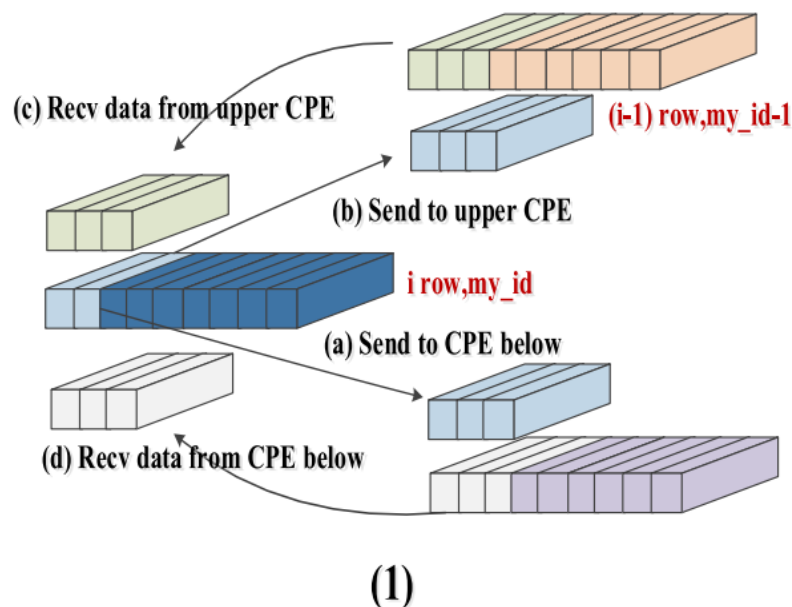 (c) Recv data from upper CPE
(i-1) row,my_id-1
(b) Send to upper CPE
i row,my_id
(a) Send to CPE below
(d) Recv data from CPE below
(1)